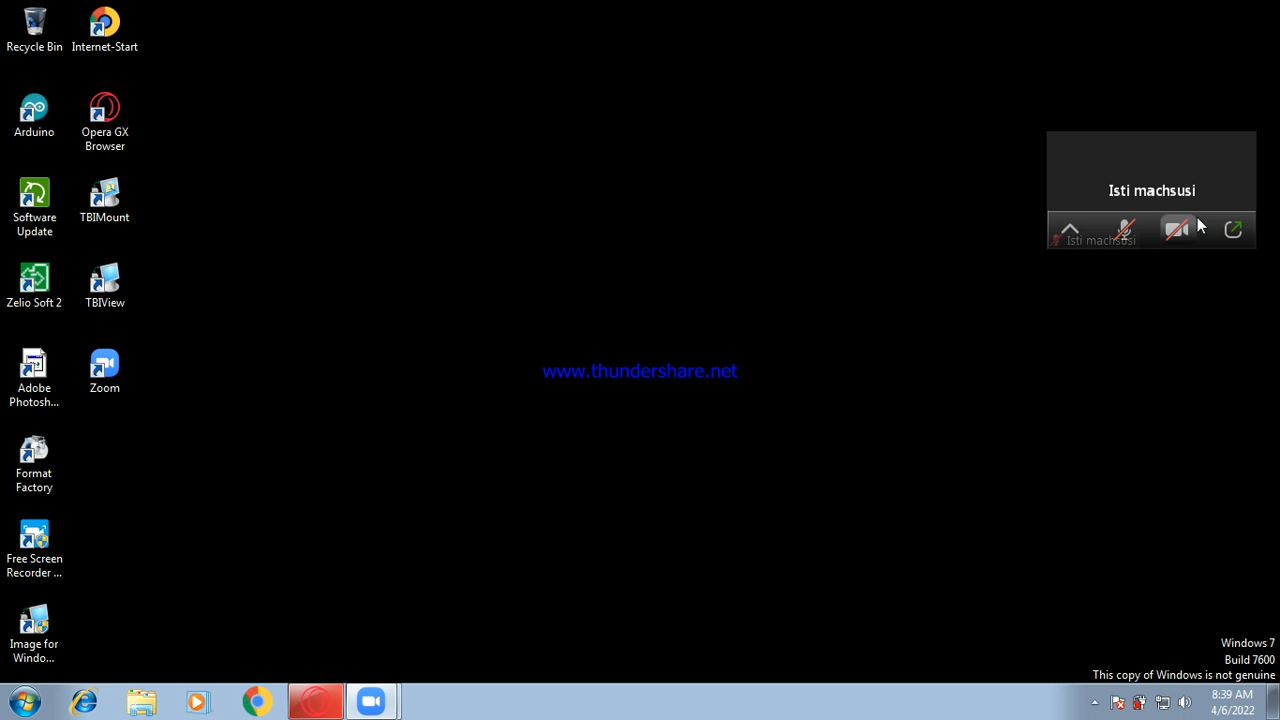 Recycle Bin
Internet-Start
Arduino
Opera GX
Browser
Software
Update
TBIMount
Zelio Soft 2
TBIView
Adobe
Photosh...
Zoom
Format
Factory
Free Screen
Recorder ...
Image for
Windo...
Isti machsusi
Isti machsusi
www.thundershare.net
Windows 7
Build 7600
This copy of Windows is not genuine
8:39 AM
4/6/2022